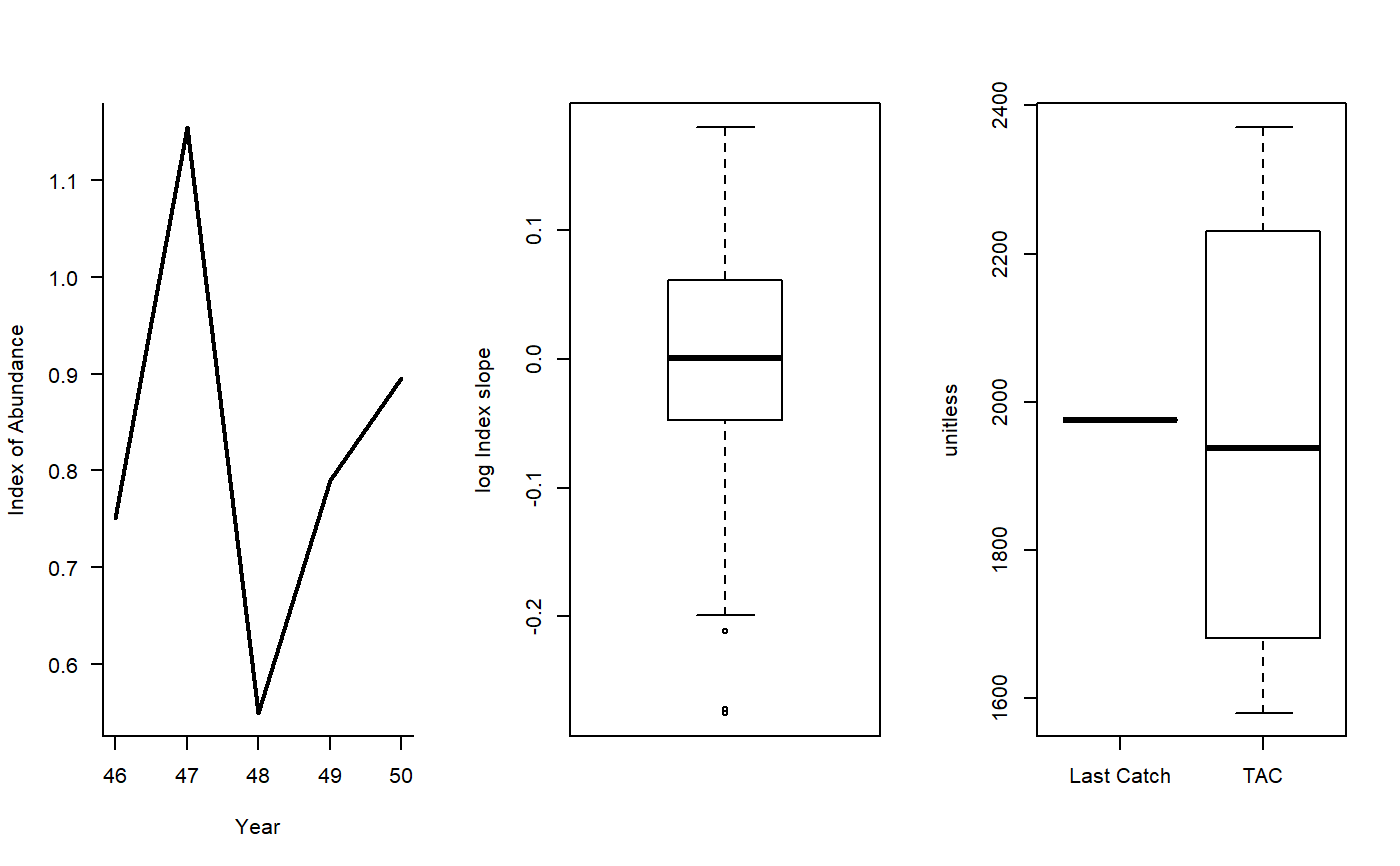 Index of Abundance
1.1
1.0
0.9
0.8
0.7
0.6
46 47 48 49 50
Year
log Index slope
0.1
0.0
-0.1
-0.2
unitless
2400
2200
2000
1800
1600
Last Catch TAC